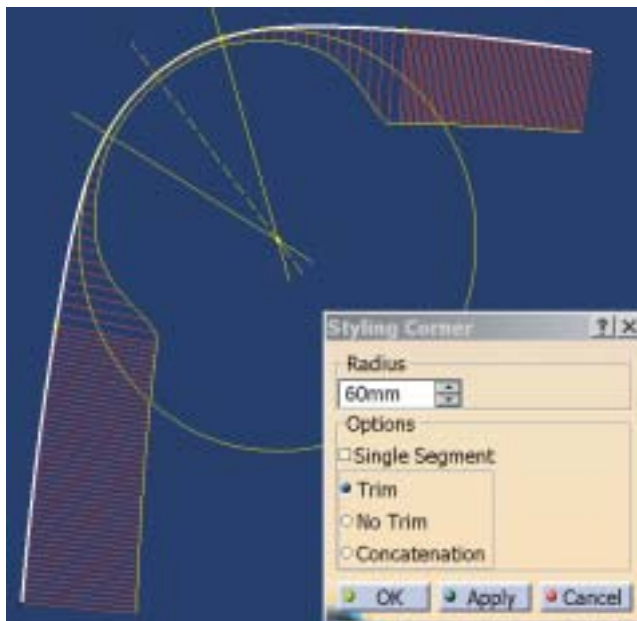 Styling Corner
Radius
60mm
Options
Single Segment
Trim
No Trim
Concatenation
OK Apply Cancel